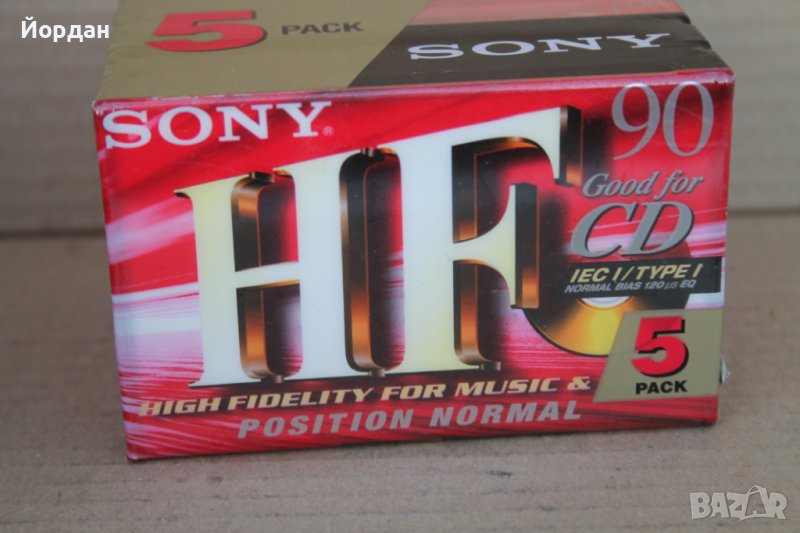 Йордан
5 PACK
SONY
SONY®
HF
90
Good for
CD
IEC I / TYPE I
NORMAL BIAS 120 µs EQ
5
PACK
HIGH FIDELITY FOR MUSIC &
POSITION NORMAL
BAZAR